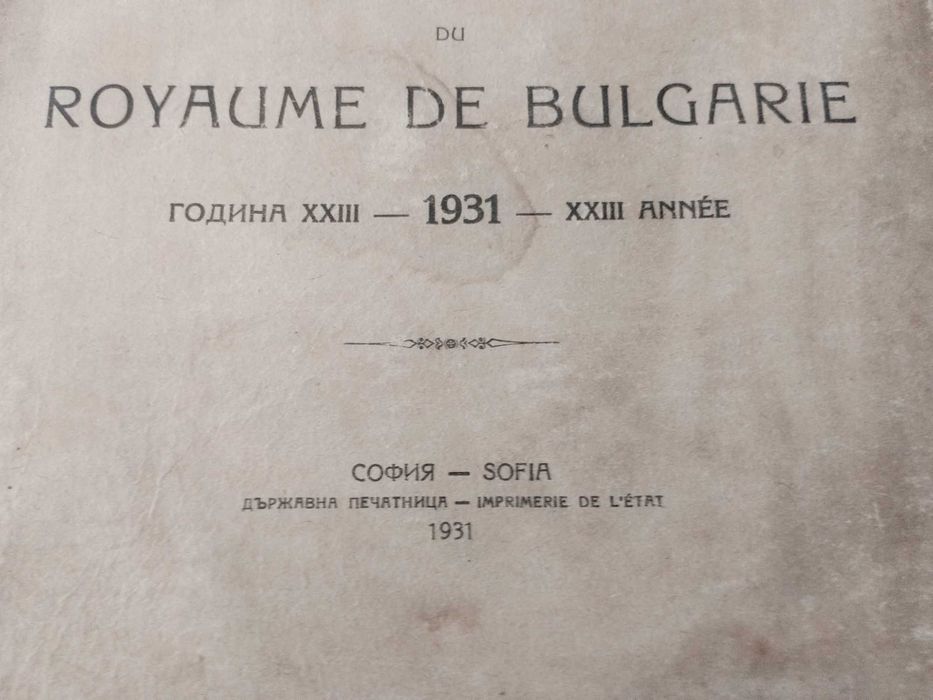 DU
ROYAUME DE BULGARIE
ГОДИНА XXIII — 1931 — XXIII ANNÉE
СОФИЯ — SOFIA
ДЪРЖАВНА ПЕЧАТНИЦА — IMPRIMERIE DE L'ÉTAT
1931